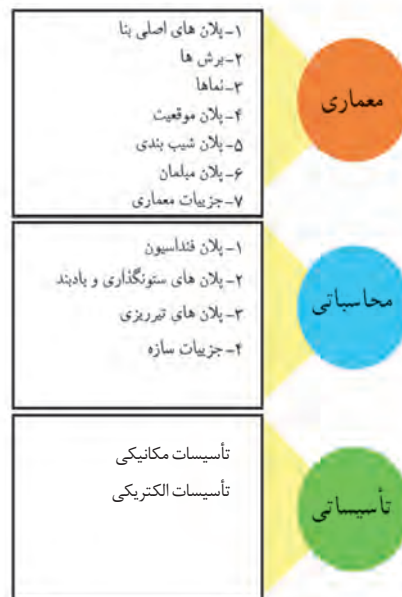 معماری
۱-پلان های اصلی بنا
۲-برش ها
۳-نماها
۴-پلان موقعیت
۵-پلان شیب بندی
۶-پلان مبلمان
۷-جزییات معماری
محاسباتی
۱-پلان فنداسیون
۲-پلان های ستونگذاری و بادبند
۳-پلان های تیرریزی
۴-جزییات سازه
تأسیساتی
تأسیسات مکانیکی
تأسیسات الکتریکی